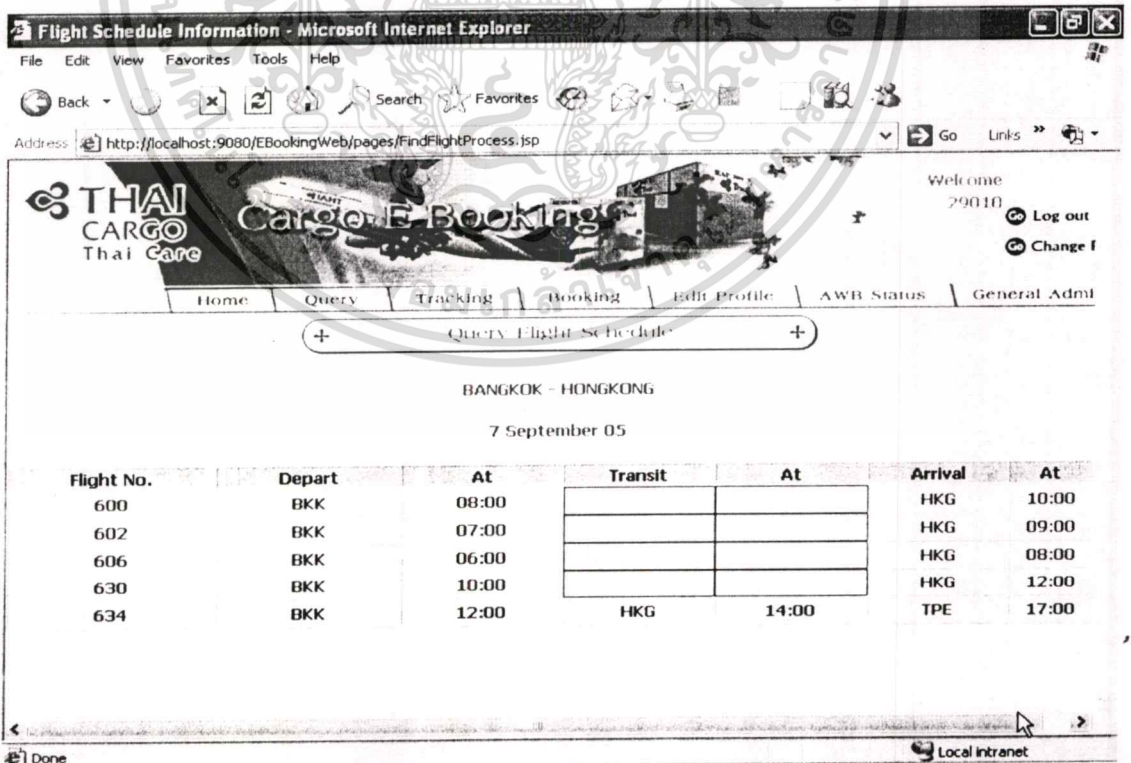 Flight Schedule Information - Microsoft Internet Explorer
File Edit View Favorites Tools Help
Back Search Favorites
Address http://localhost:9080/EBookingWeb/pages/FindFlightProcess.jsp Go Links »
THAI Cargo E-Booking Welcome
CARGO 29010
Thai Care Log out
Change P
Home Query Tracking Booking Edit Profile AWB Status General Admi
Query Flight Schedule
BANGKOK - HONGKONG
7 September 05
Flight No. Depart At Transit At Arrival At
600 BKK 08:00 HKG 10:00
602 BKK 07:00 HKG 09:00
606 BKK 06:00 HKG 08:00
630 BKK 10:00 HKG 12:00
634 BKK 12:00 HKG 14:00 TPE 17:00
Done Local intranet